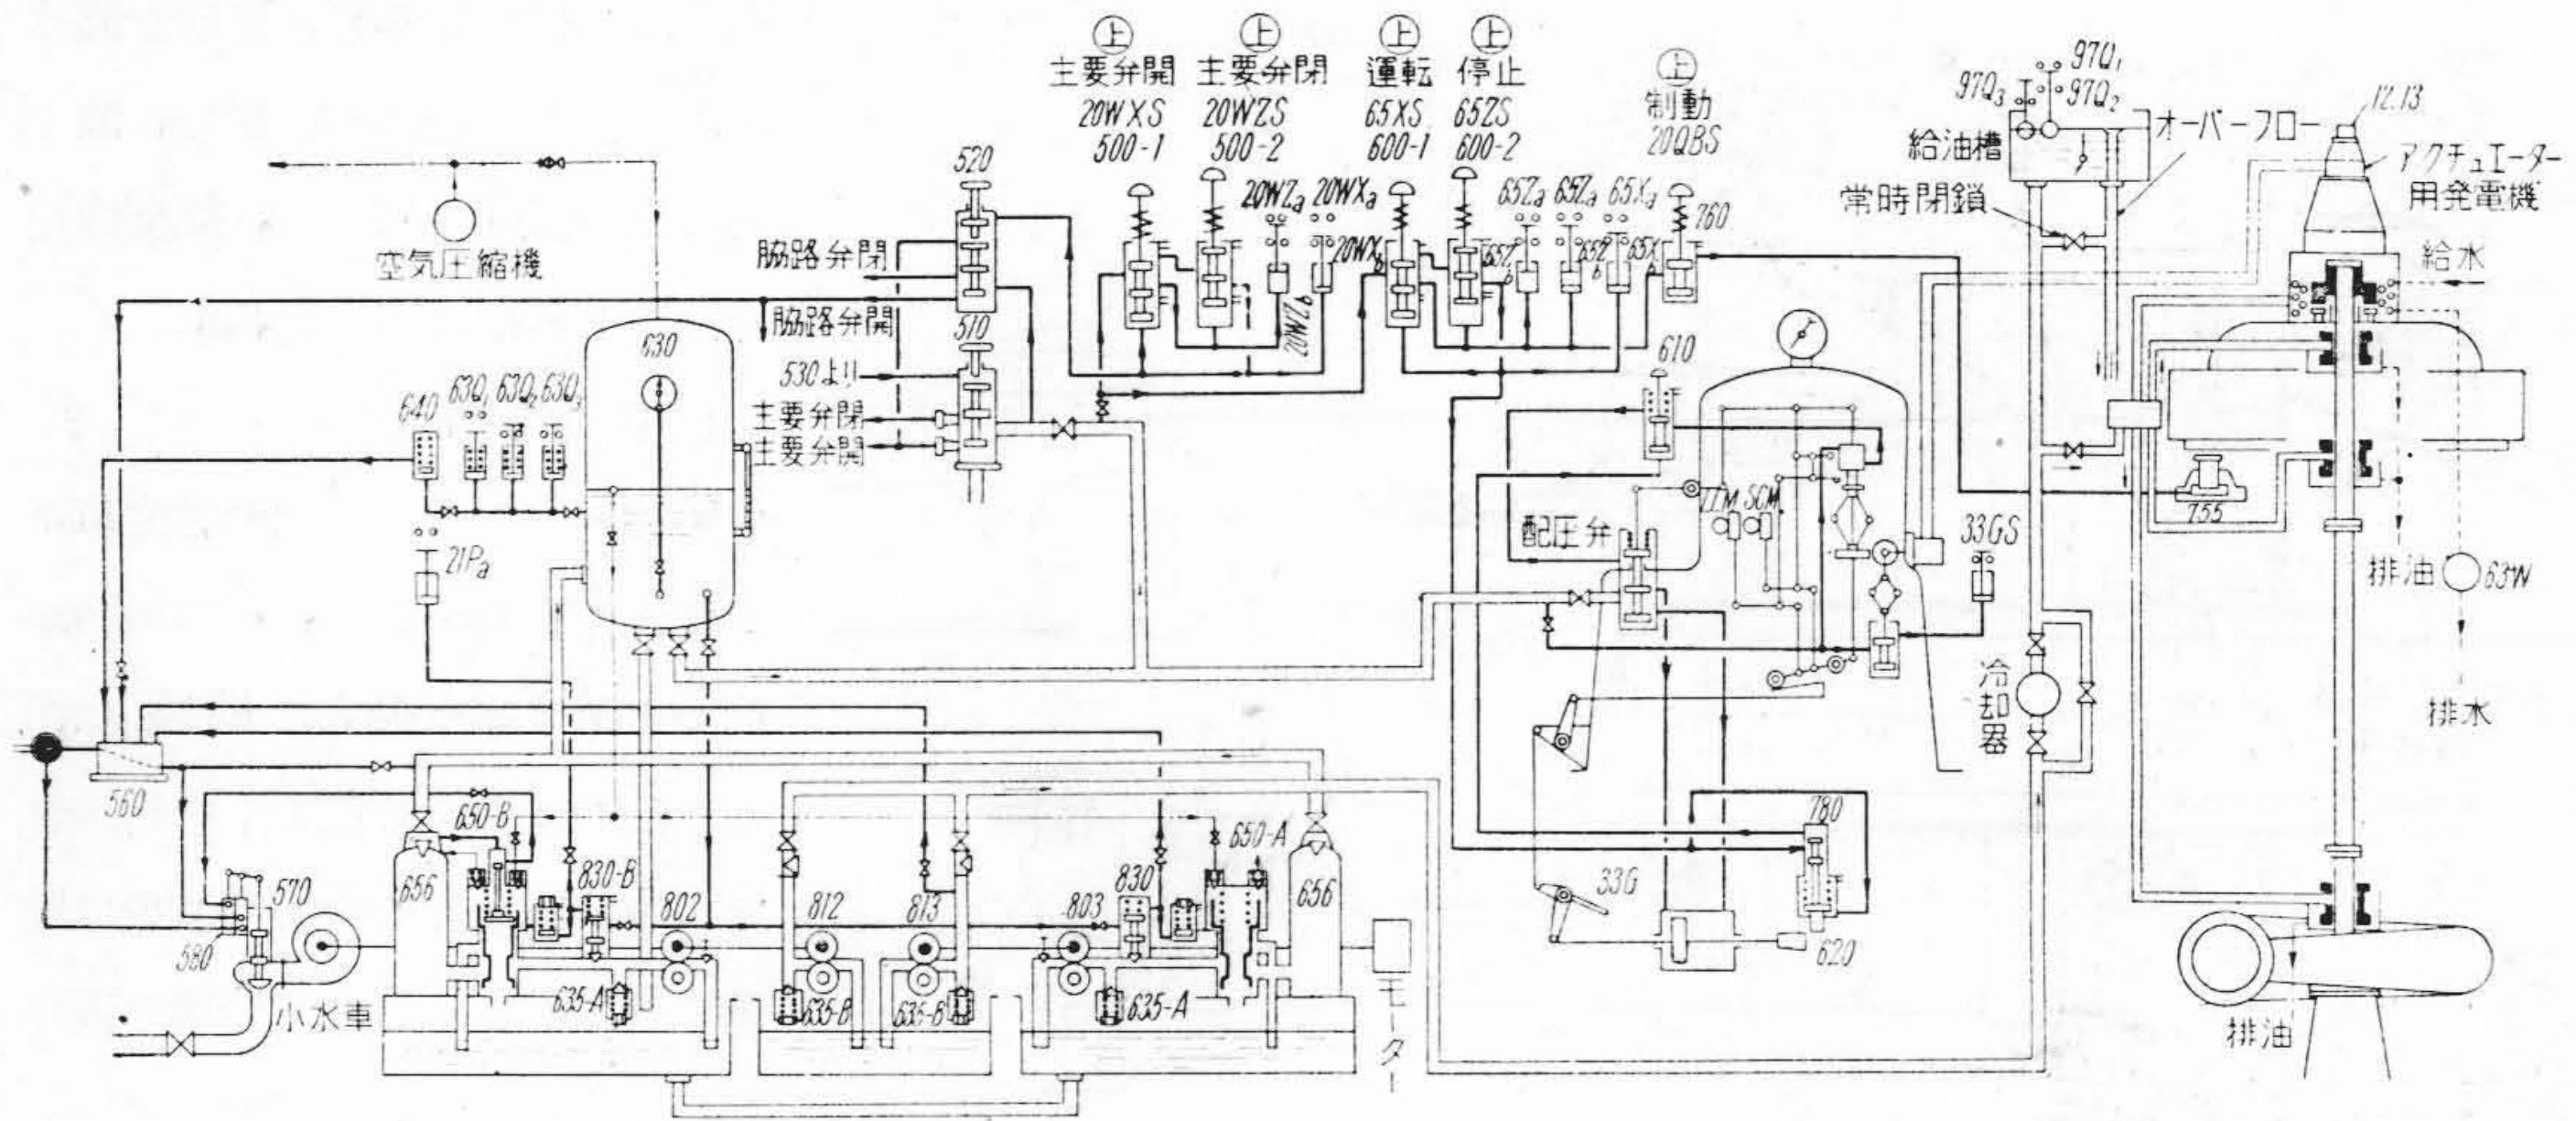 上
上
上
上
上
主要弁開
主要弁閉
運転
停止
制動
20WXS
20WZS
65XS
65ZS
20QBS
500-1
500-2
600-1
600-2
97Q₃
97Q₁
97Q₂
12.13
オーバーフロー
給油槽
アクチュエーター
用発電機
常時閉鎖
給水
520
20WZa
20WXa
65Za
65Za
65Xa
760
20WXb
65Zb
65Xb
空気圧縮機
脇路弁閉
脇路弁開
510
530より
主要弁閉
主要弁開
630
640
63Q₁
63Q₂
63Q₃
21Pa
610
配圧弁
SCM
33GS
755
排油
63W
排水
冷却器
560
650-B
650-A
656
656
570
580
830-B
802
812
813
803
830
780
33G
620
635-A
635-B
635-B
635-A
小水車
モーター
排油